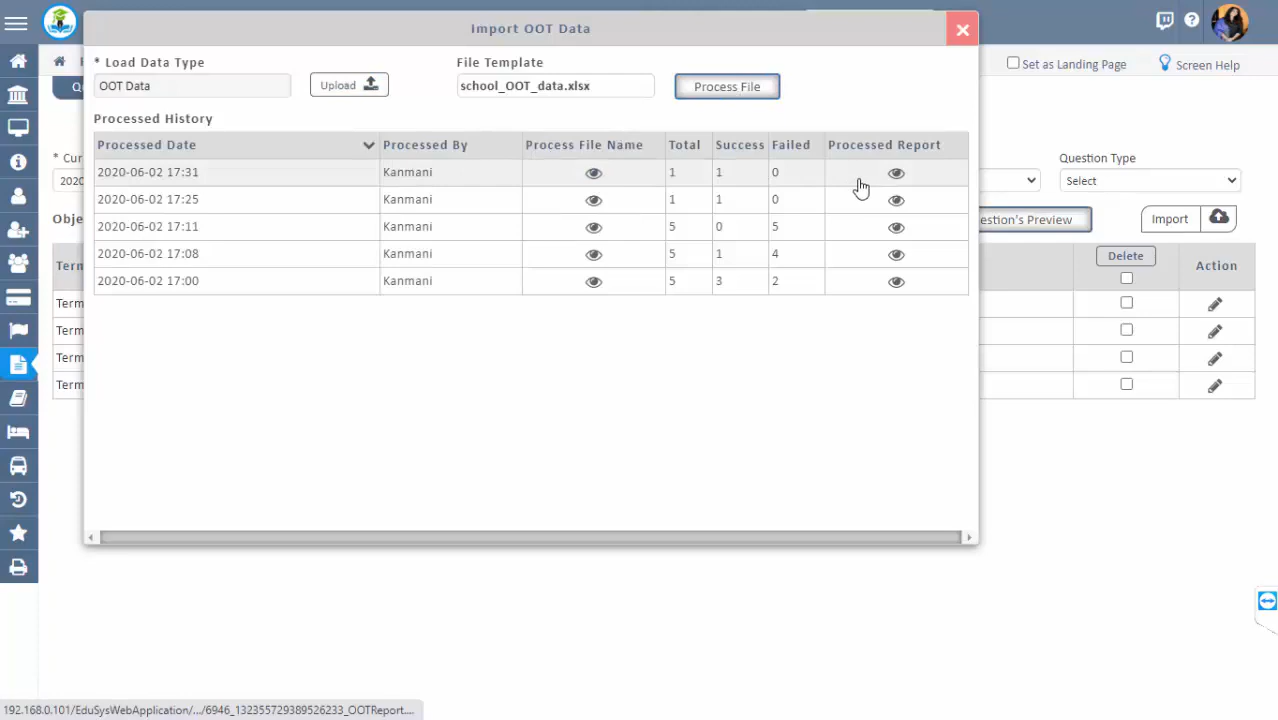 Import OOT Data
* Load Data Type
File Template
OOT Data
Upload
school_OOT_data.xlsx
Process File
Set as Landing Page
Screen Help
Processed History
Processed Date Processed By Process File Name Total Success Failed Processed Report
2020-06-02 17:31 Kanmani 1 1 0
2020-06-02 17:25 Kanmani 1 1 0
2020-06-02 17:11 Kanmani 5 0 5
2020-06-02 17:08 Kanmani 5 1 4
2020-06-02 17:00 Kanmani 5 3 2
* Cur
2020
Question Type
Select
Obje
estion's Preview
Import
Term
Delete
Action
Term
Term
Term
Term
192.168.0.101/EduSysWebApplication/.../6946_132355729389526233_OOTReport....